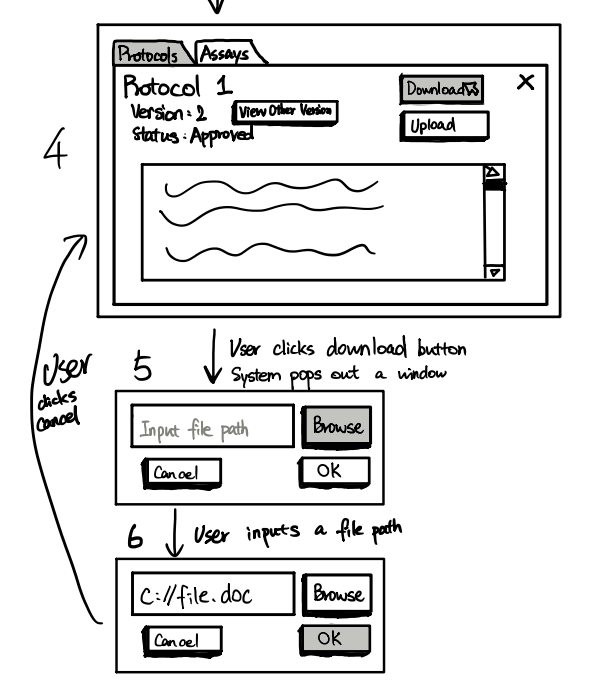 Protocols Assays
Protocol 1
Version: 2 View Other Version
Status: Approved
Download
Upload
4
User clicks download button
System pops out a window
User
clicks
Cancel
5
Input file path Browse
Cancel OK
6 User inputs a file path
C://file.doc Browse
Cancel OK